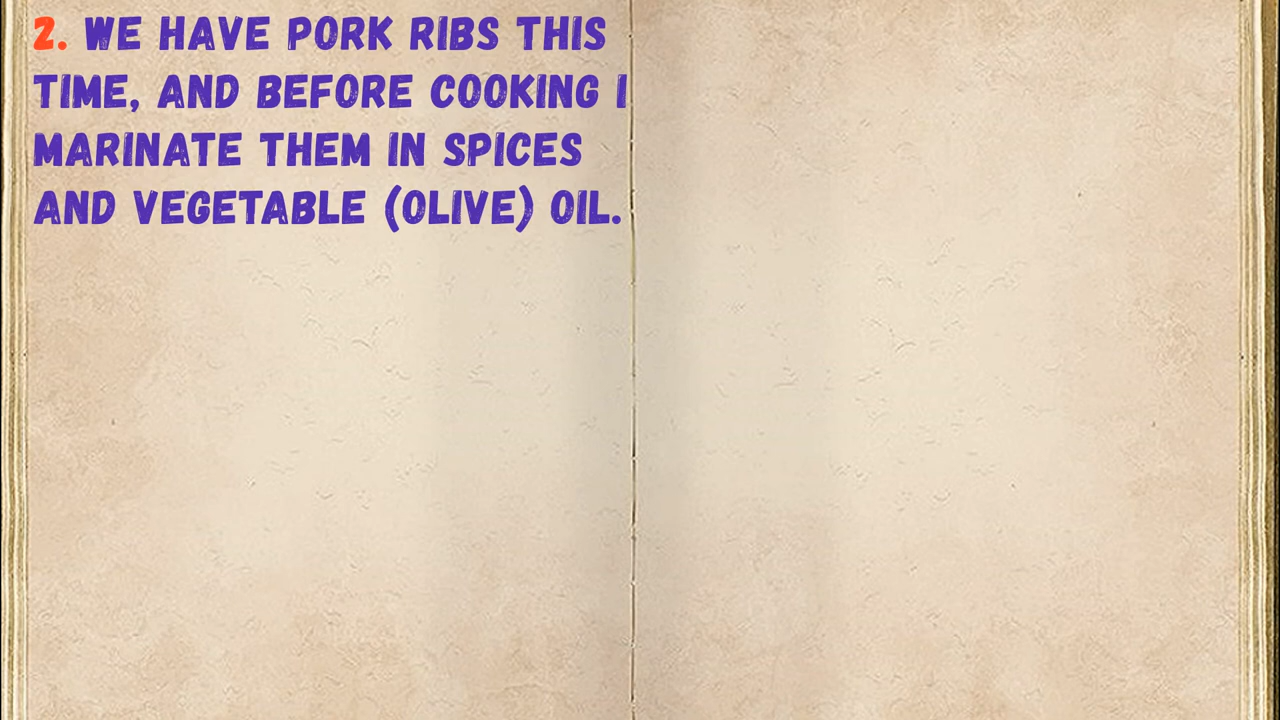 2. WE HAVE PORK RIBS THIS
TIME, AND BEFORE COOKING I
MARINATE THEM IN SPICES
AND VEGETABLE (OLIVE) OIL.